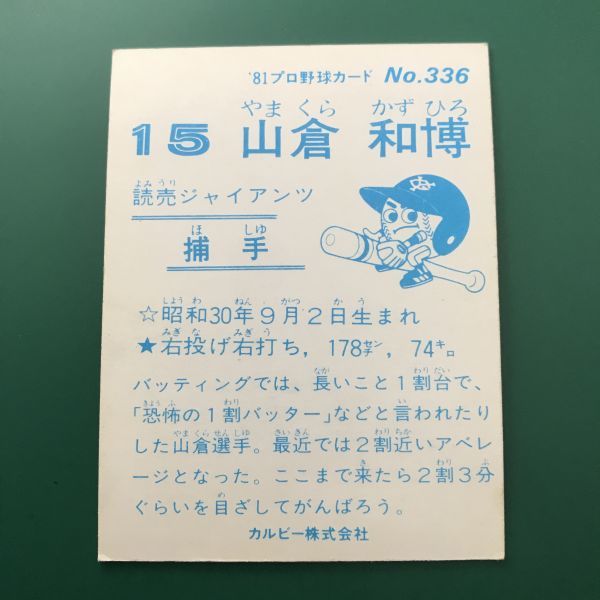 '81プロ野球カード No.336
やま くら かず ひろ
15 山倉 和博
よみ うり
読売ジャイアンツ
ほ しゆ
捕手
しよう わ ねん がつ か う
☆昭和30年9月2日生まれ
みぎ な みぎ う
★右投げ右打ち,178センチ,74キロ
なが わり だい
バッティングでは、長いこと1割台で、
きよう ふ わり い
「恐怖の1割バッター」などと言われたり
やま くら せん しゆ さい きん わり ちか
した山倉選手。最近では2割近いアベレ
き わり ぶ
ージとなった。ここまで来たら2割3分
め
ぐらいを目ざしてがんばろう。
カルビー株式会社